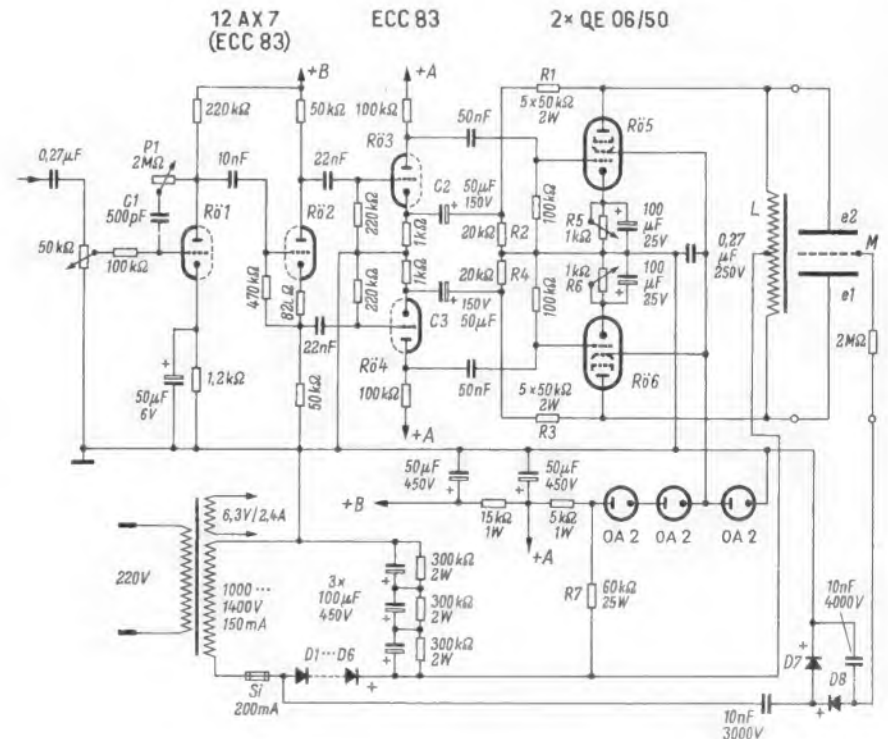 12 AX 7
(ECC 83)
ECC 83
2× QE 06/50
+B
+A
R1
5×50kΩ
2W
220kΩ
50kΩ
100kΩ
50nF
Rö3
Rö5
P1
2MΩ
0,27µF
10nF
22nF
C2
50µF
150V
C1
500pF
Rö1
Rö2
220kΩ
1kΩ
20kΩ
R2
100kΩ
R5
1kΩ
100
µF
25V
L
e2
M
e1
50kΩ
100kΩ
470kΩ
82Ω
22nF
220kΩ
1kΩ
20kΩ
R4
150V
50µF
C3
100kΩ
1kΩ
R6
100
µF
25V
0,27
µF
250V
2MΩ
Rö4
50nF
Rö6
50µF
6V
1,2kΩ
50kΩ
100kΩ
5×50kΩ
2W
R3
+A
50µF
450V
50µF
450V
+B
15kΩ
1W
5kΩ
1W
+A
OA 2
OA 2
OA 2
6,3V/2,4A
220V
1000...
1400V
150mA
3×
100µF
450V
300kΩ
2W
300kΩ
2W
300kΩ
2W
R7
60kΩ
25W
10nF
4000V
D7
D8
Si
200mA
D1...D6
10nF
3000V